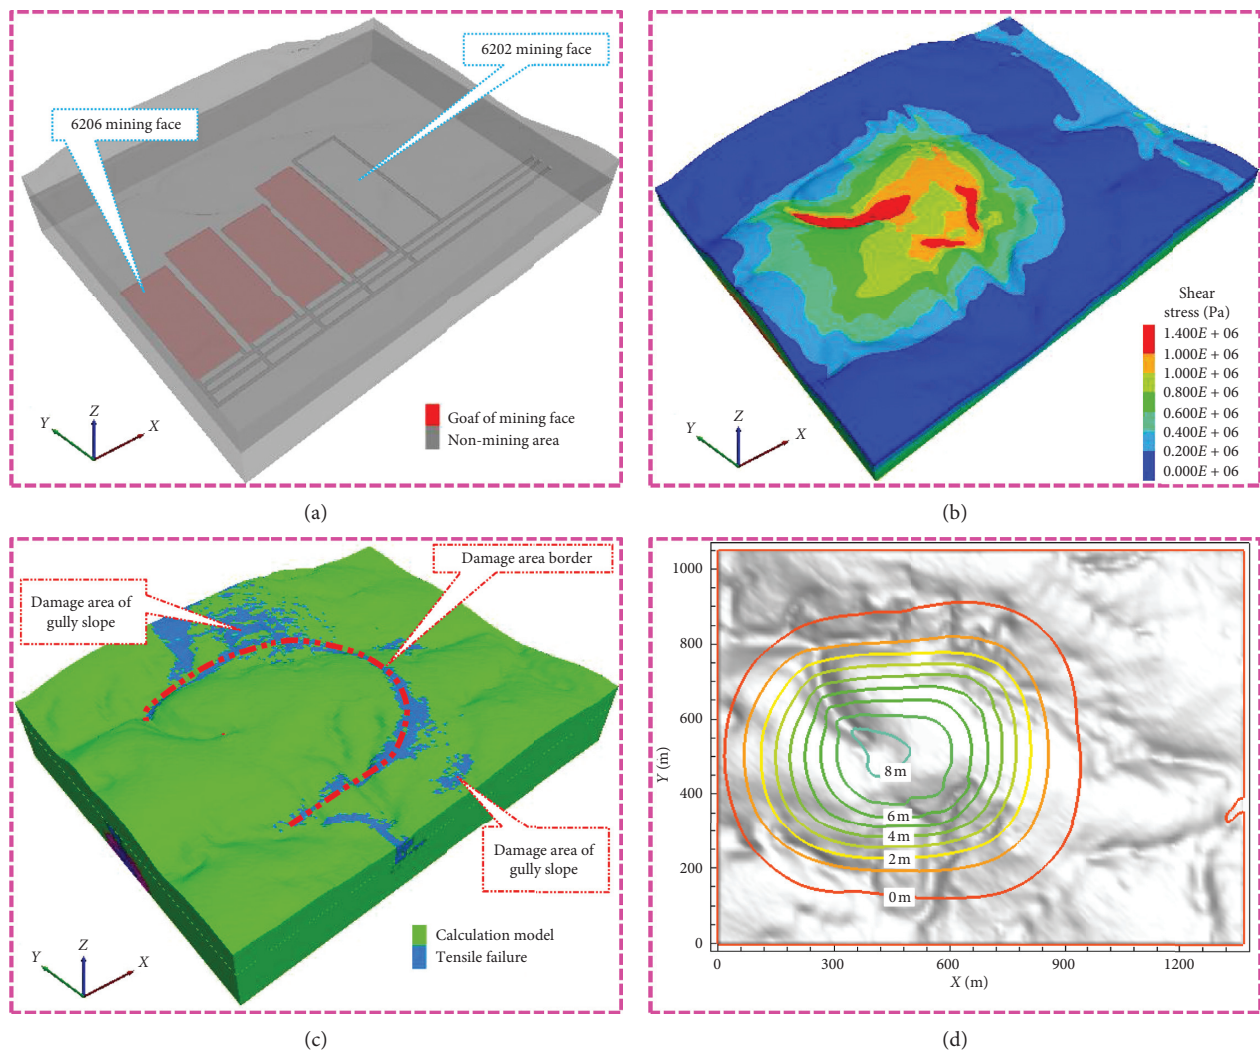 6202 mining face
6206 mining face
Z
Y
X
Goaf of mining face
Non-mining area
(a)
Shear
stress (Pa)
1.400E + 06
1.000E + 06
1.000E + 06
0.800E + 06
0.600E + 06
0.400E + 06
0.200E + 06
0.000E + 06
Z
Y
X
(b)
Damage area border
Damage area of
gully slope
Damage area of
gully slope
Z
Y
X
Calculation model
Tensile failure
(c)
1000
800
600
400
200
0
Y (m)
8 m
6 m
4 m
2 m
0 m
0
300
600
900
1200
X (m)
(d)